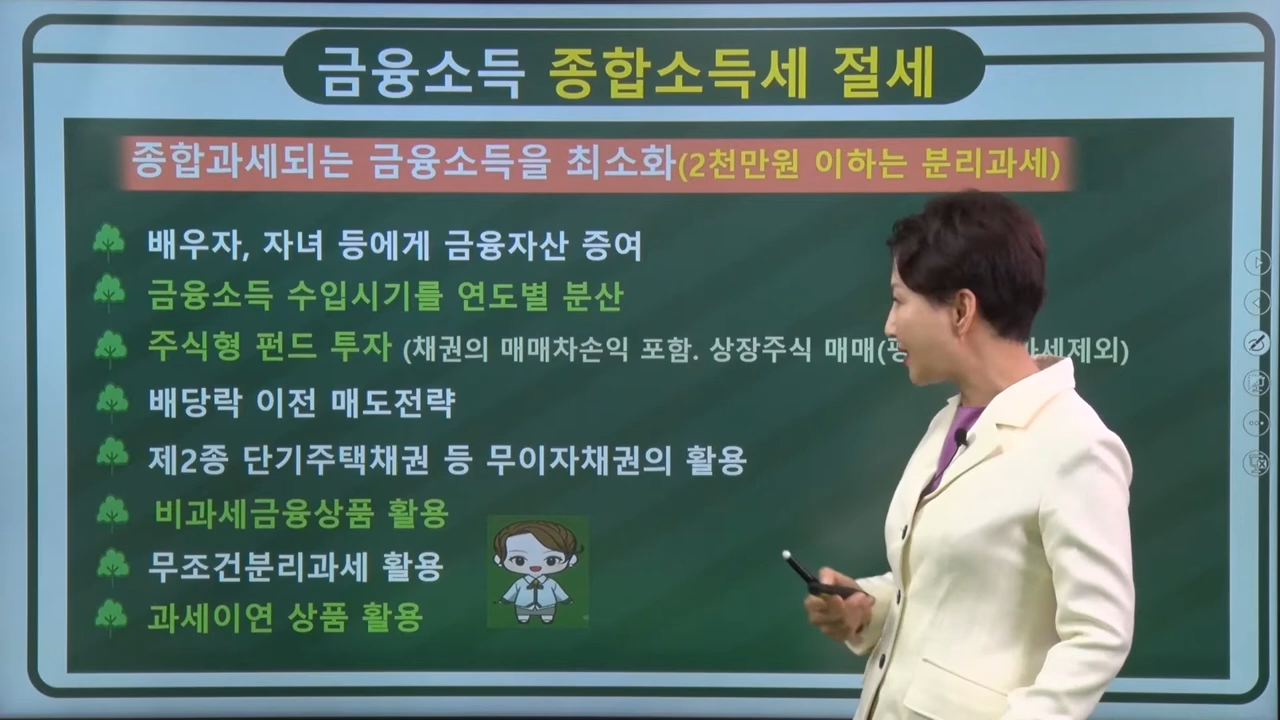 금융소득 종합소득세 절세
종합과세되는 금융소득을 최소화(2천만원 이하는 분리과세)
배우자, 자녀 등에게 금융자산 증여
금융소득 수입시기를 연도별 분산
주식형 펀드 투자 (채권의 매매차손익 포함. 상장주식 매매( 과세제외)
배당락 이전 매도전략
제2종 단기주택채권 등 무이자채권의 활용
비과세금융상품 활용
무조건분리과세 활용
과세이연 상품 활용